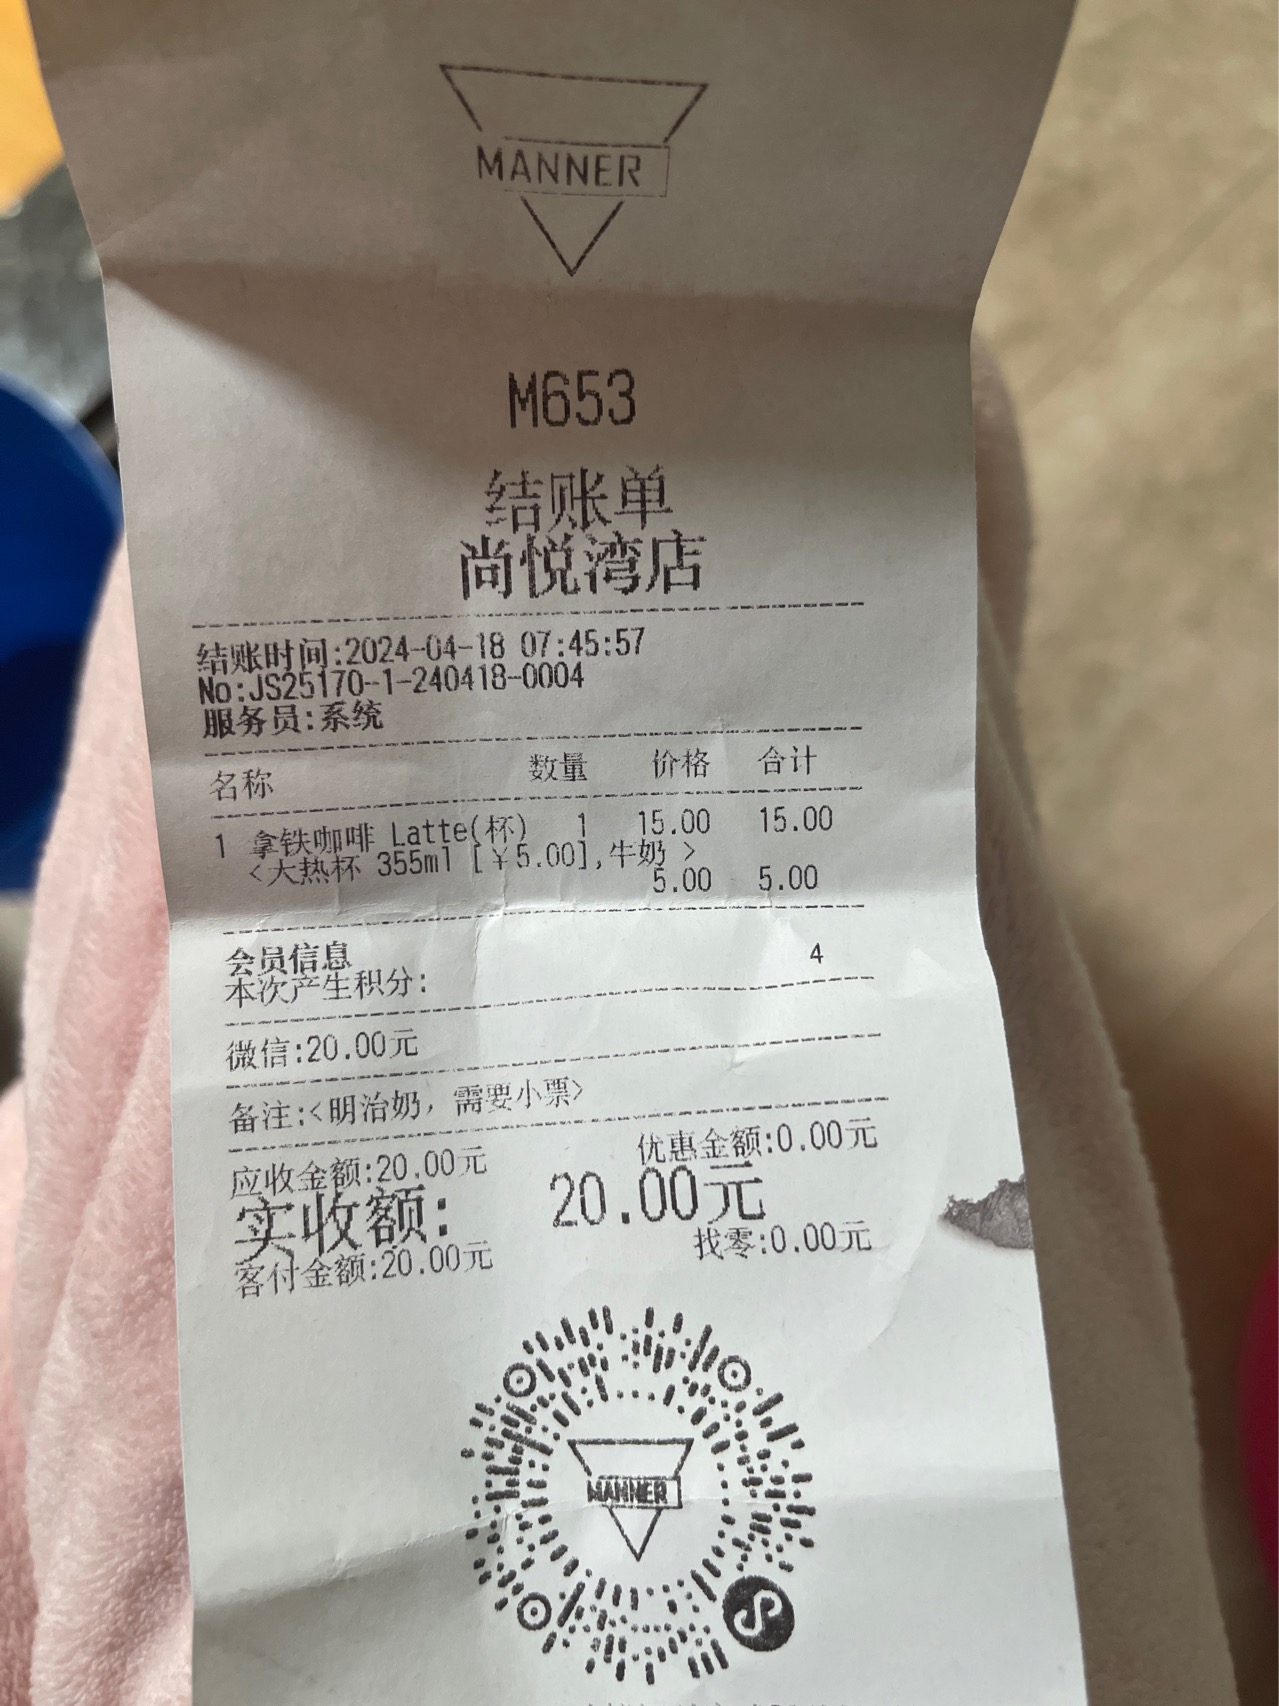 MANNER
M653
结账单
尚悦湾店
结账时间:2024-04-18 07:45:57
No:JS25170-1-240418-0004
服务员:系统
名称 数量 价格 合计
1 拿铁咖啡 Latte(杯) 1 15.00 15.00
<大热杯 355ml [￥5.00],牛奶 >
5.00 5.00
会员信息
本次产生积分: 4
微信:20.00元
备注:<明治奶，需要小票>
应收金额:20.00元 优惠金额:0.00元
实收额: 20.00元
客付金额:20.00元 找零:0.00元
MANNER